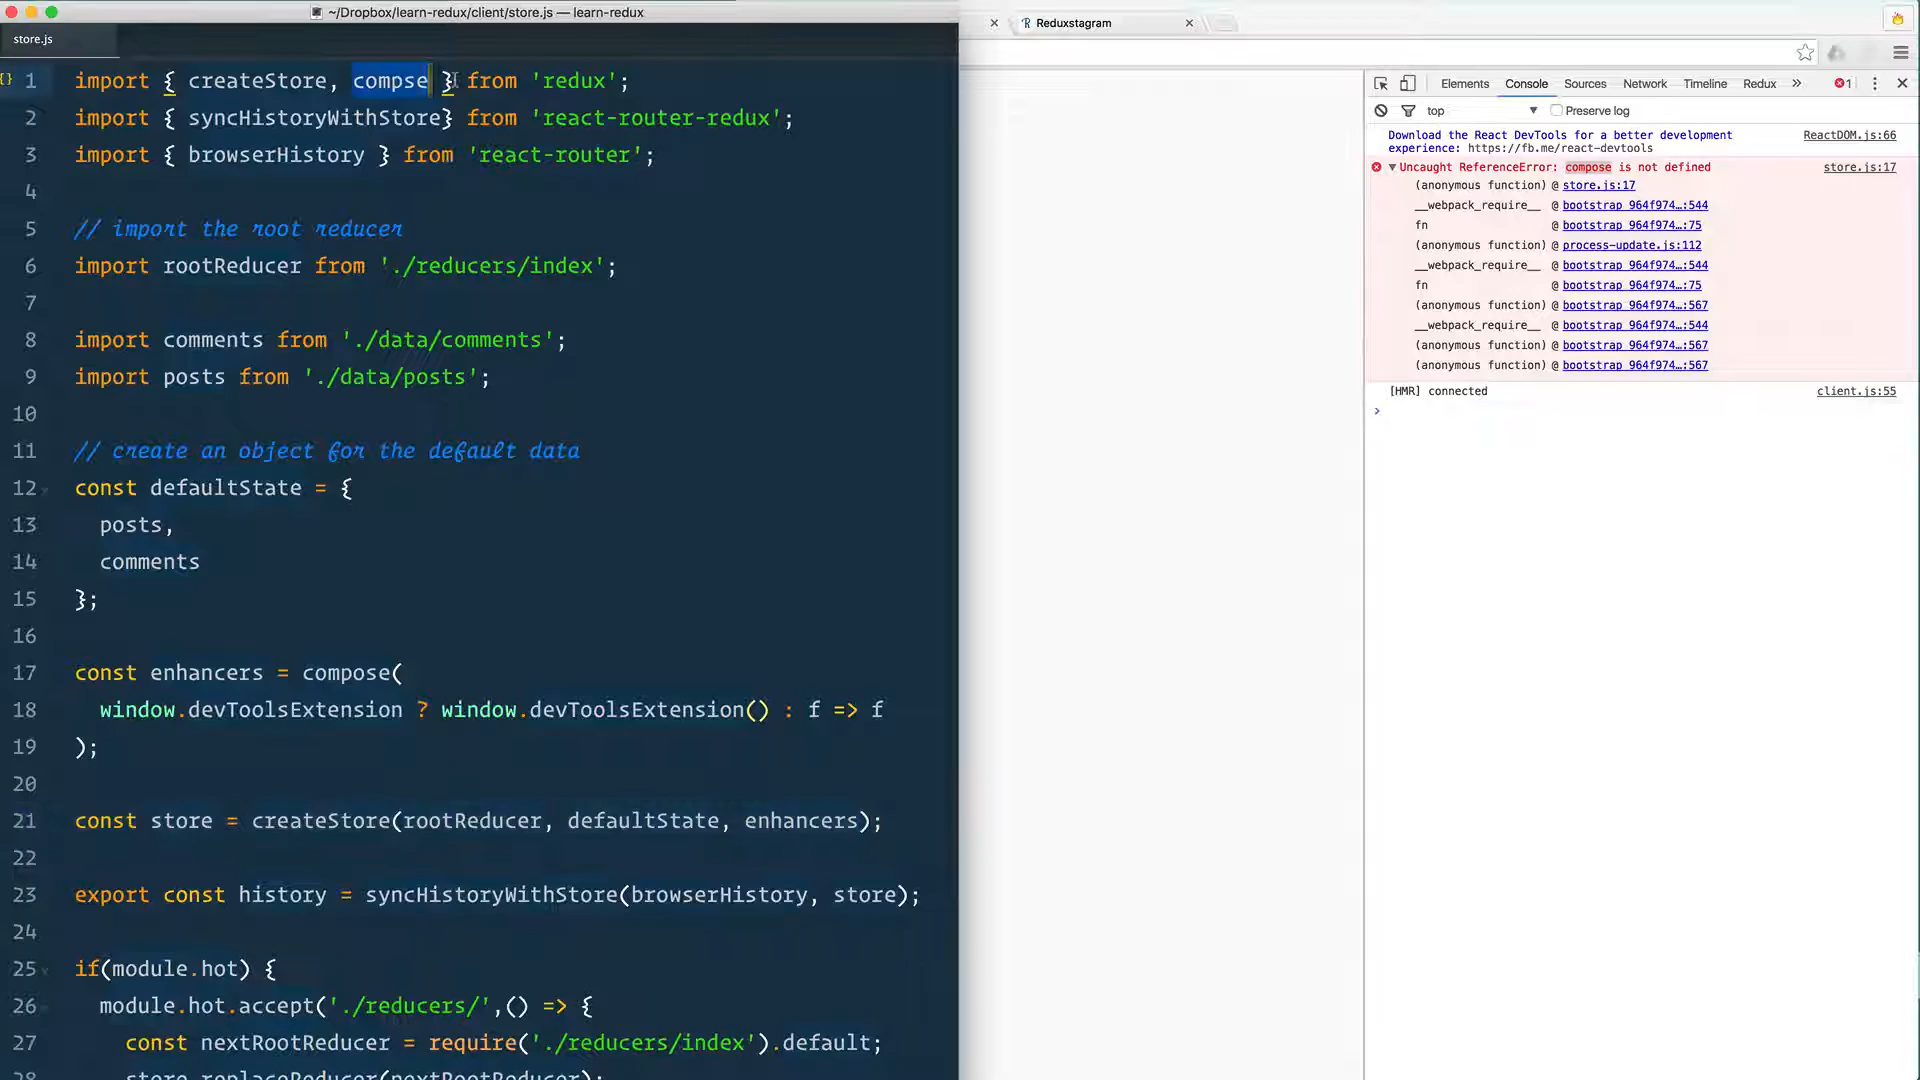 ~/Dropbox/learn-redux/client/store.js — learn-redux
store.js
{} 1 import { createStore, compse } from 'redux';
2 import { syncHistoryWithStore} from 'react-router-redux';
3 import { browserHistory } from 'react-router';
4
5 // import the root reducer
6 import rootReducer from './reducers/index';
7
8 import comments from './data/comments';
9 import posts from './data/posts';
10
11 // create an object for the default data
12 const defaultState = {
13 posts,
14 comments
15 };
16
17 const enhancers = compose(
18 window.devToolsExtension ? window.devToolsExtension() : f => f
19 );
20
21 const store = createStore(rootReducer, defaultState, enhancers);
22
23 export const history = syncHistoryWithStore(browserHistory, store);
24
25 if(module.hot) {
26 module.hot.accept('./reducers/',() => {
27 const nextRootReducer = require('./reducers/index').default;
28 store.replaceReducer(nextRootReducer);
Reduxstagram
Elements Console Sources Network Timeline Redux » 1
top Preserve log
Download the React DevTools for a better development ReactDOM.js:66
experience: https://fb.me/react-devtools
Uncaught ReferenceError: compose is not defined store.js:17
(anonymous function) @ store.js:17
__webpack_require__ @ bootstrap 964f974…:544
fn @ bootstrap 964f974…:75
(anonymous function) @ process-update.js:112
__webpack_require__ @ bootstrap 964f974…:544
fn @ bootstrap 964f974…:75
(anonymous function) @ bootstrap 964f974…:567
__webpack_require__ @ bootstrap 964f974…:544
(anonymous function) @ bootstrap 964f974…:567
(anonymous function) @ bootstrap 964f974…:567
[HMR] connected client.js:55